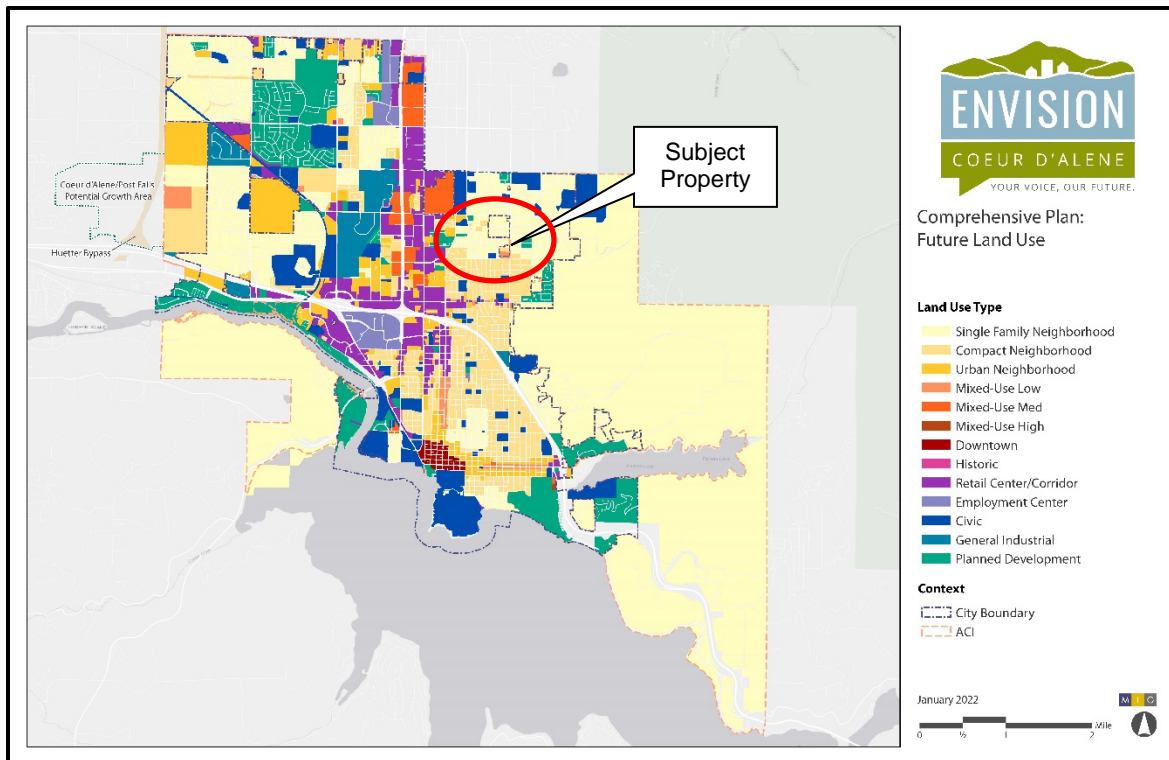 ENVISION
COEUR D'ALENE
YOUR VOICE, OUR FUTURE.
Comprehensive Plan:
Future Land Use
Subject
Property
Coeur d'Alene/Post Falls
Potential Growth Area
Huetter Bypass
Land Use Type
Single Family Neighborhood
Compact Neighborhood
Urban Neighborhood
Mixed-Use Low
Mixed-Use Med
Mixed-Use High
Downtown
Historic
Retail Center/Corridor
Employment Center
Civic
General Industrial
Planned Development
Context
City Boundary
ACI
January 2022
M I G
Mile
0 ½ 1 2